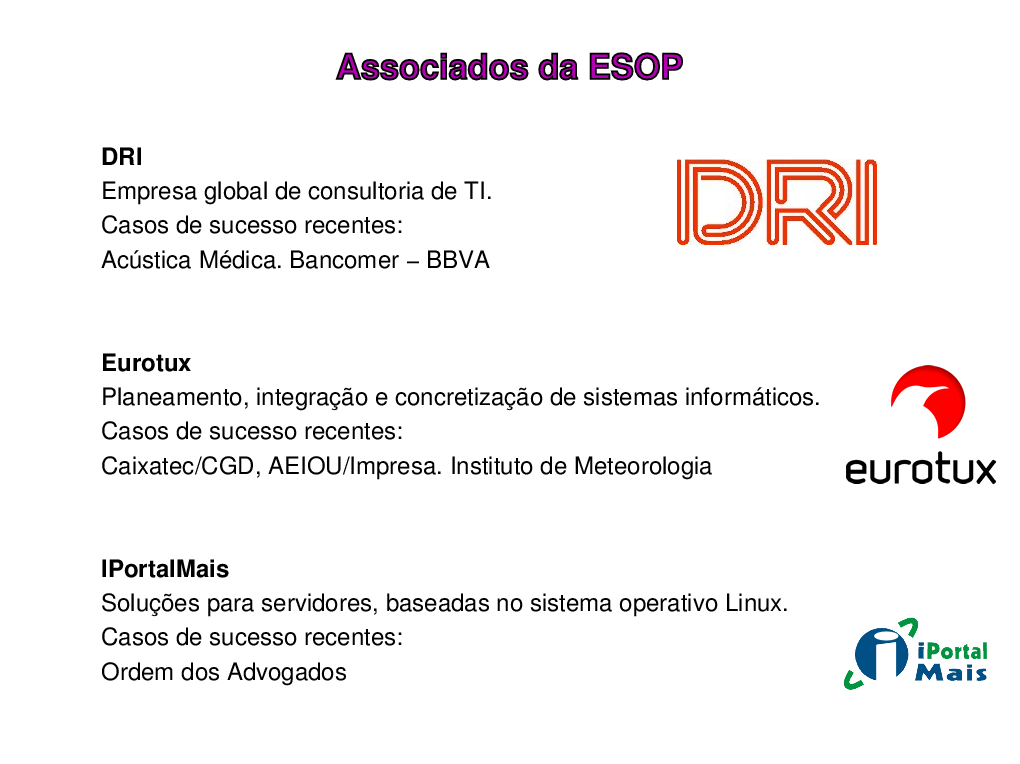 Associados da ESOP
DRI
Empresa global de consultoria de TI.
Casos de sucesso recentes:
Acústica Médica. Bancomer – BBVA
DRI
Eurotux
Planeamento, integração e concretização de sistemas informáticos.
Casos de sucesso recentes:
Caixatec/CGD, AEIOU/Impresa. Instituto de Meteorologia
eurotux
IPortalMais
Soluções para servidores, baseadas no sistema operativo Linux.
Casos de sucesso recentes:
Ordem dos Advogados
iPortal
Mais